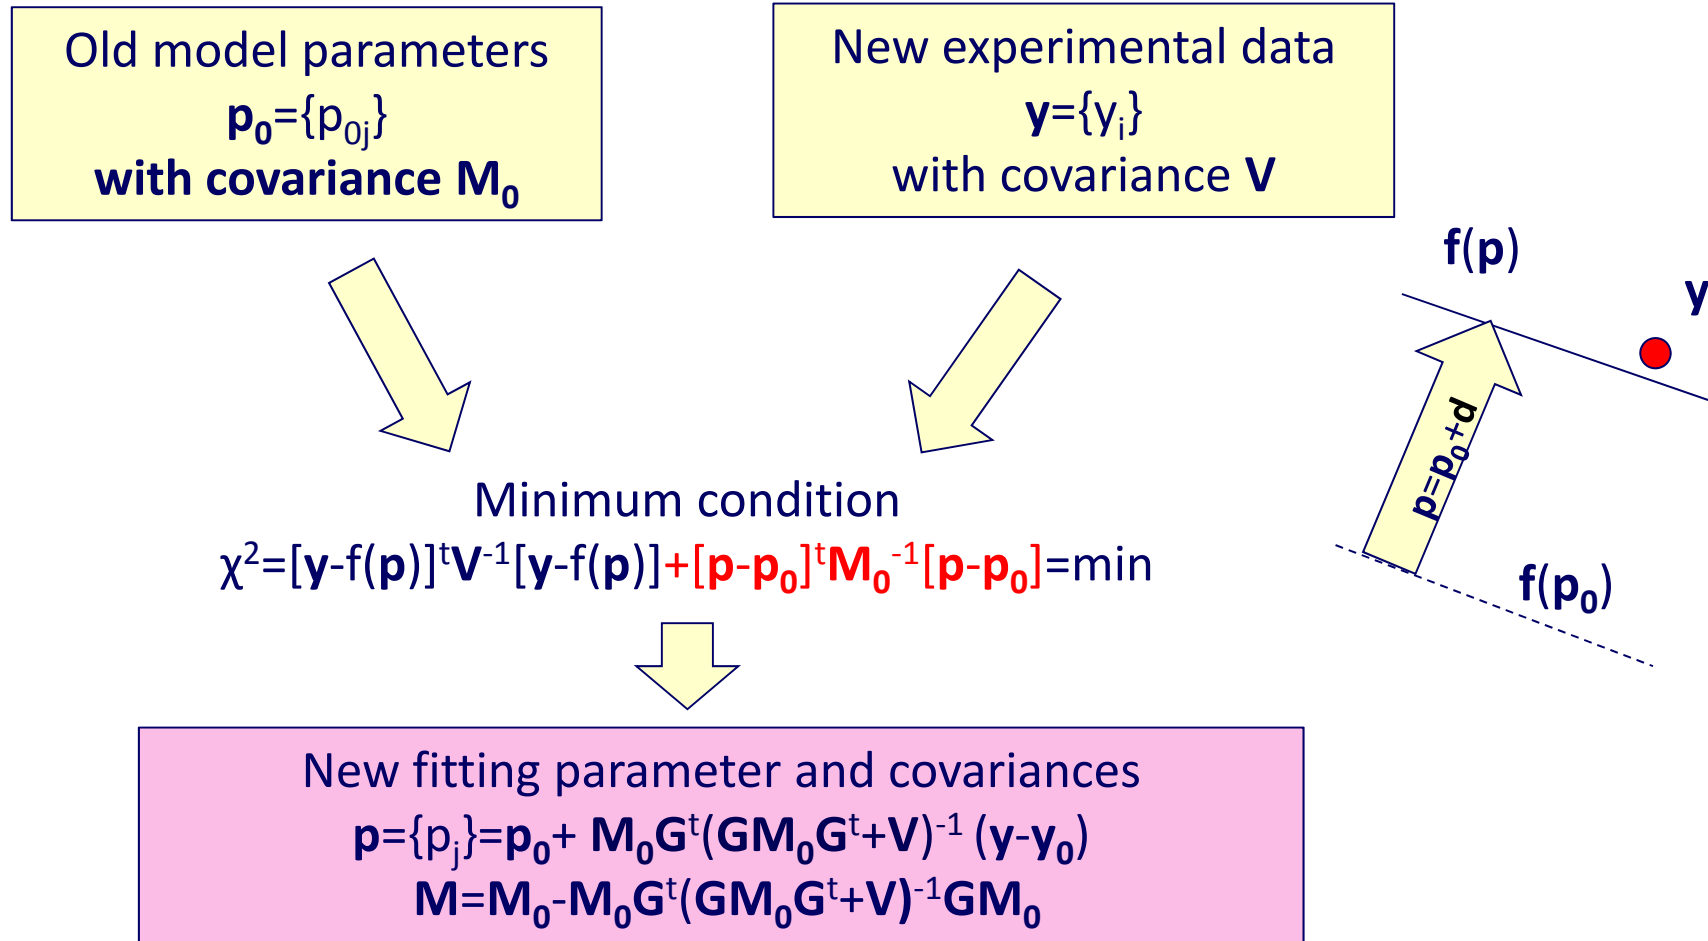 Old model parameters
p₀={p₀ⱼ}
with covariance M₀
New experimental data
y={yᵢ}
with covariance V
f(p)
y
p=p₀+d
f(p₀)
Minimum condition
χ²=[y-f(p)]ᵗV⁻¹[y-f(p)]+[p-p₀]ᵗM₀⁻¹[p-p₀]=min
New fitting parameter and covariances
p={pⱼ}=p₀+ M₀Gᵗ(GM₀Gᵗ+V)⁻¹ (y-y₀)
M=M₀-M₀Gᵗ(GM₀Gᵗ+V)⁻¹GM₀